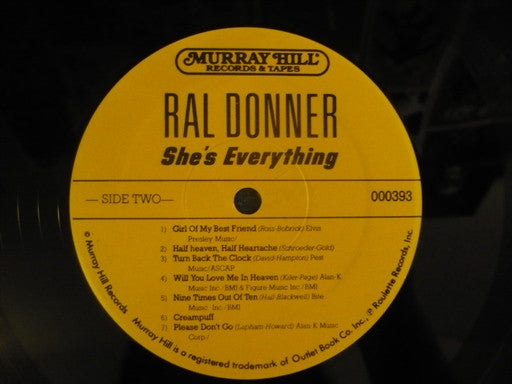 MURRAY HILL
RECORDS & TAPES
RAL DONNER
She's Everything
— SIDE TWO—
000393
1) Girl Of My Best Friend (Ross-Bobrick) Elvis
Presley Music/
2) Half heaven, Half Heartache (Schroeder-Gold)
3) Turn Back The Clock (David-Hampton) Post
Music/ASCAP
4) Will You Love Me In Heaven (Kiler-Page) Alan-K
Music Inc./BMI & Figure Music Inc./BMI
5) Nine Times Out Of Ten (Hall-Blackwell) Brie
Music Inc/BMI
6) Creampuff
7) Please Don't Go (Lapham-Howard) Alan-K Music
Corp/
© Murray Hill Records
Murray Hill is a registered trademark of Outlet Book Co. Inc.
℗ Roulette Records, Inc.